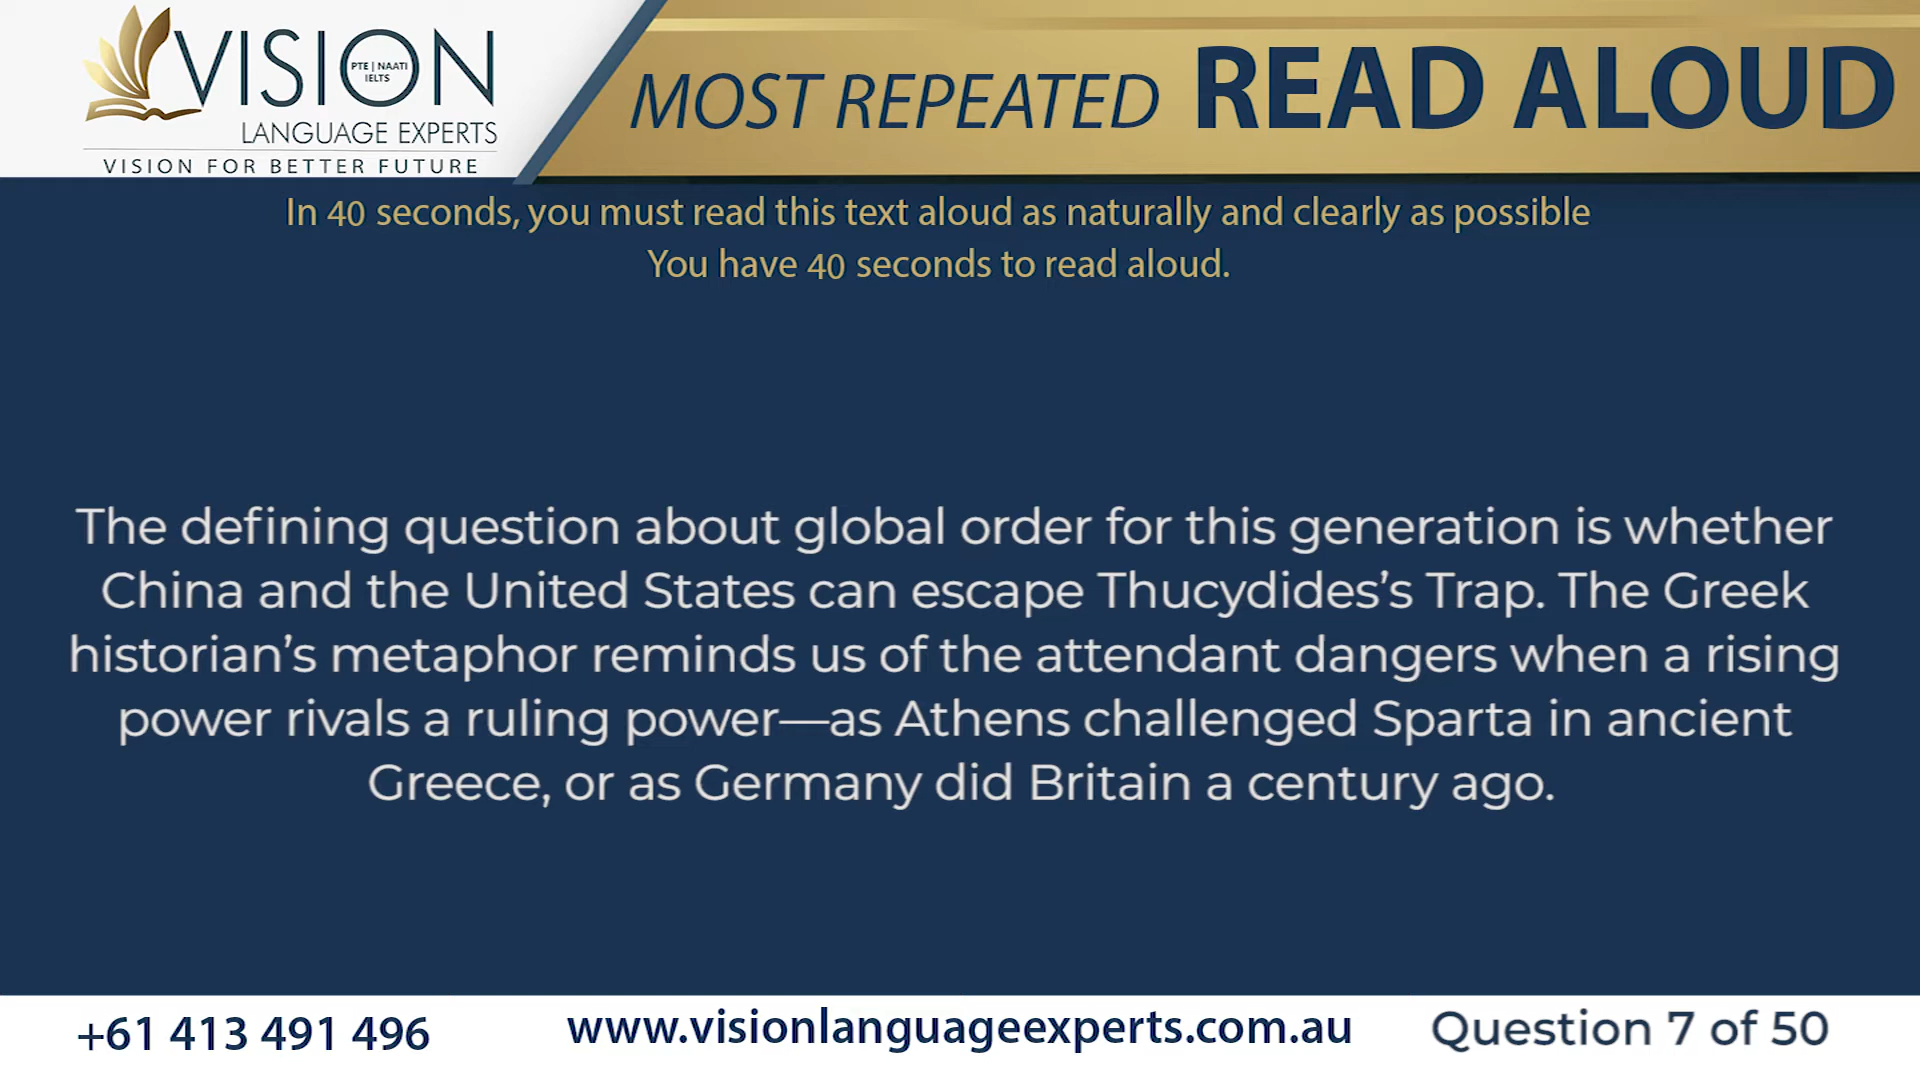 VISION
PTE | NAATI
IELTS
LANGUAGE EXPERTS
VISION FOR BETTER FUTURE
MOST REPEATED READ ALOUD
In 40 seconds, you must read this text aloud as naturally and clearly as possible
You have 40 seconds to read aloud.
The defining question about global order for this generation is whether
China and the United States can escape Thucydides’s Trap. The Greek
historian’s metaphor reminds us of the attendant dangers when a rising
power rivals a ruling power—as Athens challenged Sparta in ancient
Greece, or as Germany did Britain a century ago.
+61 413 491 496
www.visionlanguageexperts.com.au
Question 7 of 50